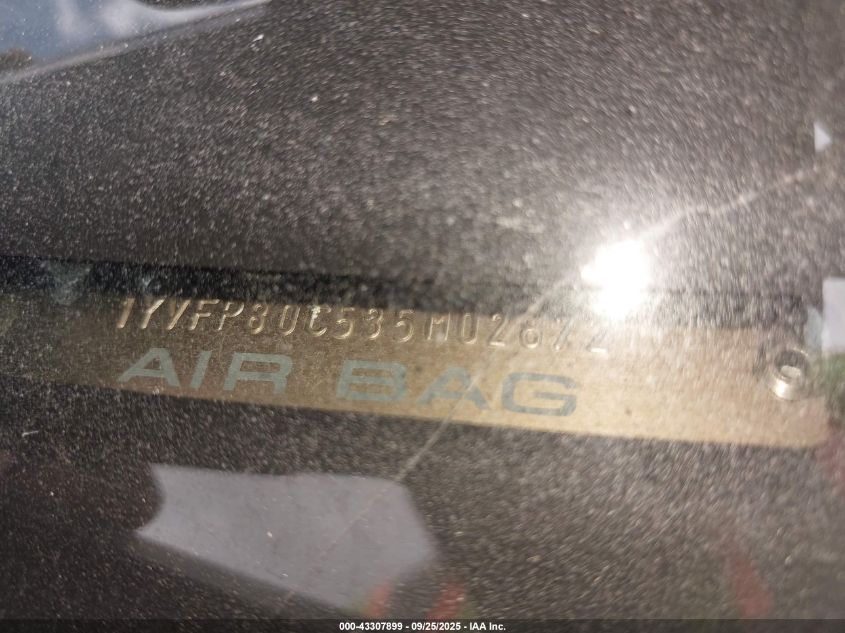 1YVFP80C535M02872
AIR BAG
000-43307899 - 09/25/2025 - IAA Inc.